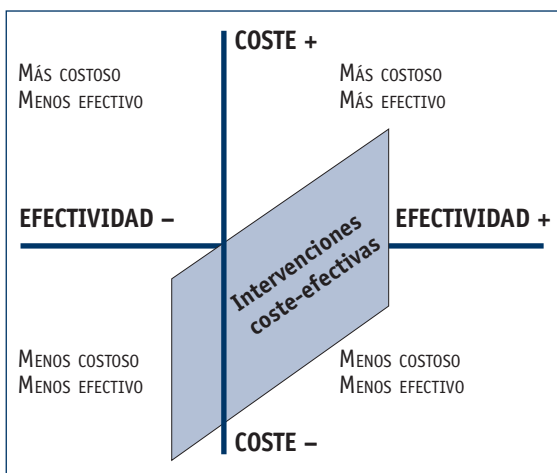 COSTE +
MÁS COSTOSO
MENOS EFECTIVO
MÁS COSTOSO
MÁS EFECTIVO
EFECTIVIDAD –
EFECTIVIDAD +
Intervenciones
coste-efectivas
MENOS COSTOSO
MENOS EFECTIVO
MENOS COSTOSO
MENOS EFECTIVO
COSTE –